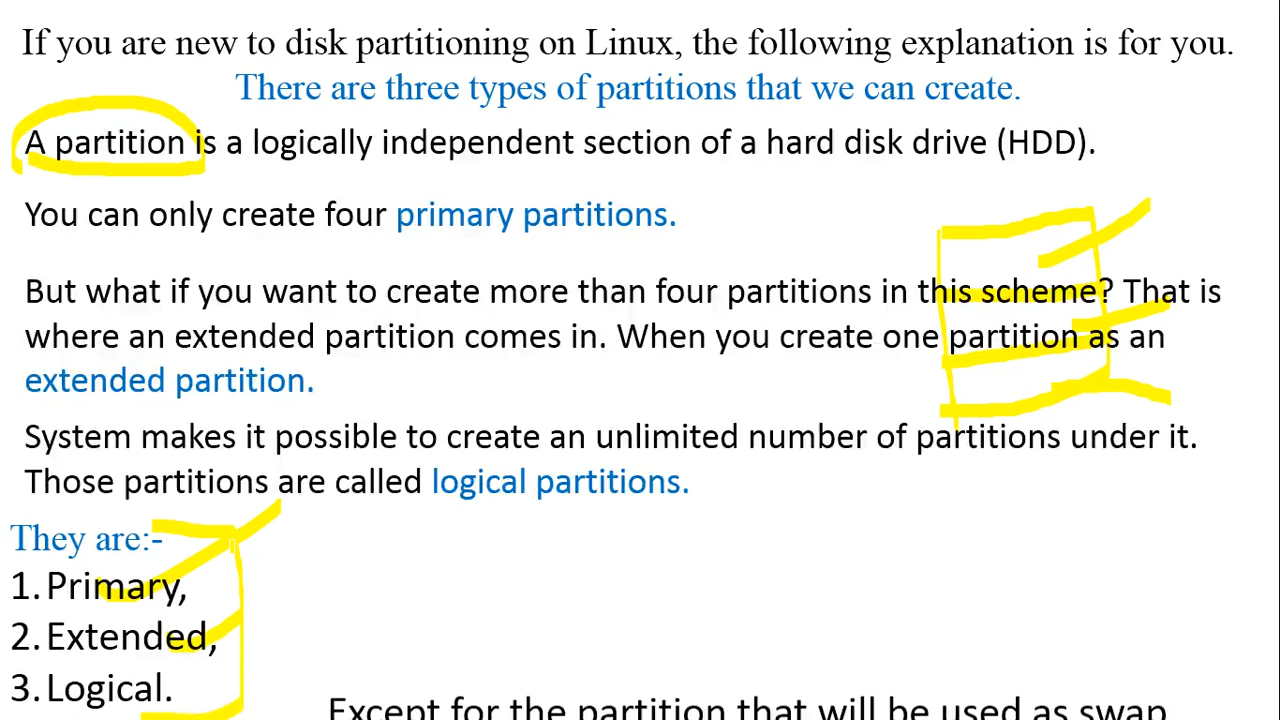 If you are new to disk partitioning on Linux, the following explanation is for you.
There are three types of partitions that we can create.
A partition is a logically independent section of a hard disk drive (HDD).
You can only create four primary partitions.
But what if you want to create more than four partitions in this scheme? That is
where an extended partition comes in. When you create one partition as an
extended partition.
System makes it possible to create an unlimited number of partitions under it.
Those partitions are called logical partitions.
They are:-
1. Primary,
2. Extended,
3. Logical.
Except for the partition that will be used as swap